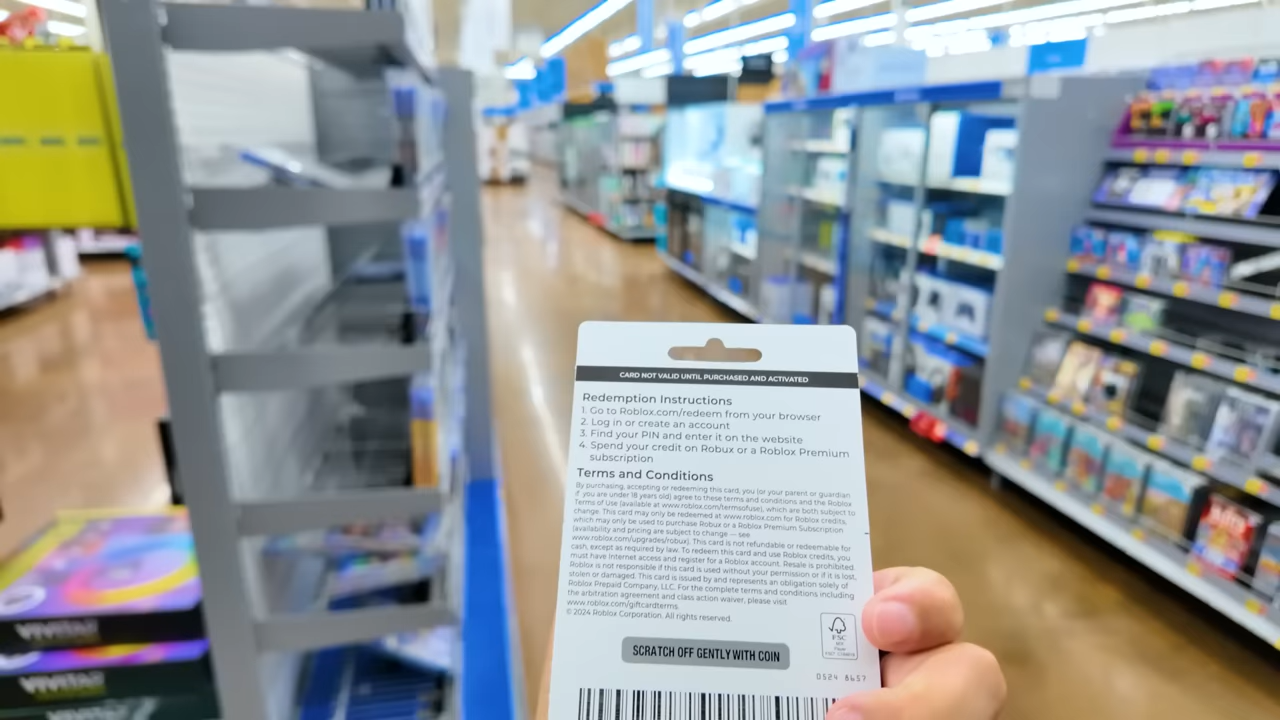 CARD NOT VALID UNTIL PURCHASED AND ACTIVATED
Redemption Instructions
1. Go to Roblox.com/redeem from your browser
2. Log in or create an account
3. Find your PIN and enter it on the website
4. Spend your credit on Robux or a Roblox Premium
subscription
Terms and Conditions
By purchasing, accepting or redeeming this card, you (or your parent or guardian
if you are under 18 years old) agree to these terms and conditions and the Roblox
Terms of Use (available at www.roblox.com/termsofuse), which are both subject to
change. This card may only be redeemed at www.roblox.com for Roblox credits,
which may only be used to purchase Robux or a Roblox Premium Subscription
(availability and pricing are subject to change — see
www.roblox.com/upgrades/robux). This card is not refundable or redeemable for
cash, except as required by law. To redeem this card and use Roblox credits, you
must have Internet access and register for a Roblox account. Resale is prohibited.
Roblox is not responsible if this card is used without your permission or if it is lost,
stolen or damaged. This card is issued by and represents an obligation solely of
Roblox Prepaid Company, LLC. For the complete terms and conditions including
the arbitration agreement and class action waiver, please visit
www.roblox.com/giftcardterms.
© 2024 Roblox Corporation. All rights reserved.
FSC
SCRATCH OFF GENTLY WITH COIN
0524 8637
VIVITAR
VIVITAR